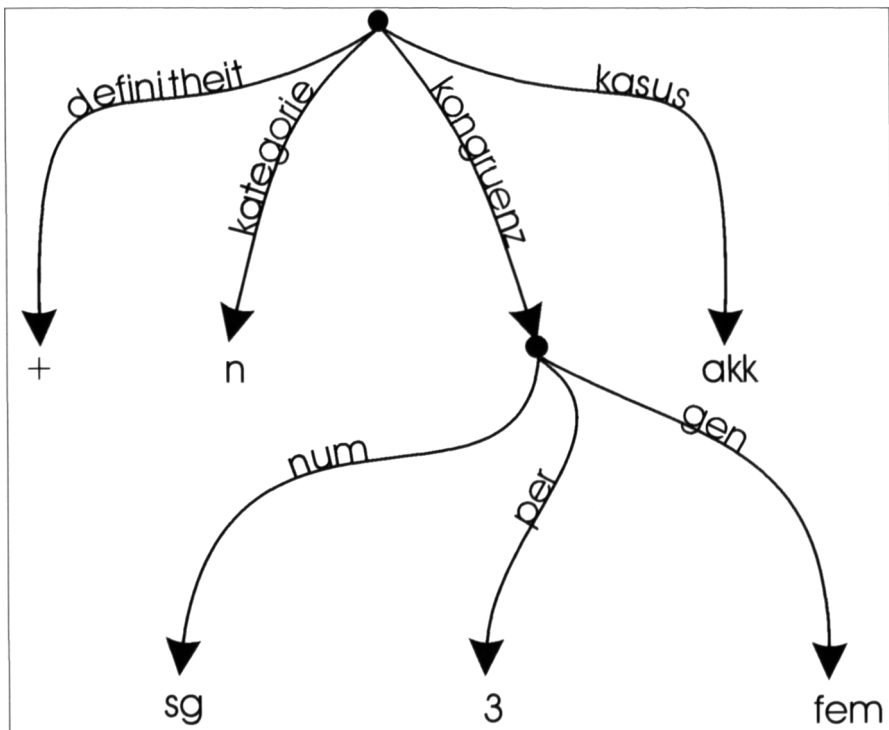 definitheit
kategorie
kongruenz
kasus
+
n
akk
num
per
gen
sg
3
fem